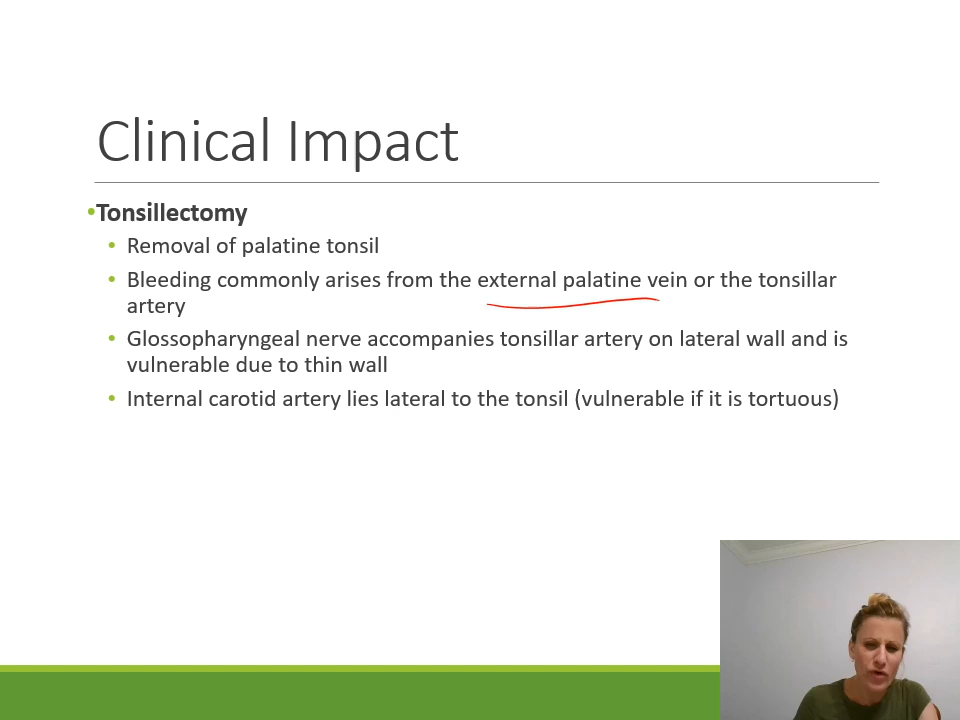 Clinical Impact
•Tonsillectomy
• Removal of palatine tonsil
• Bleeding commonly arises from the external palatine vein or the tonsillar
artery
• Glossopharyngeal nerve accompanies tonsillar artery on lateral wall and is
vulnerable due to thin wall
• Internal carotid artery lies lateral to the tonsil (vulnerable if it is tortuous)